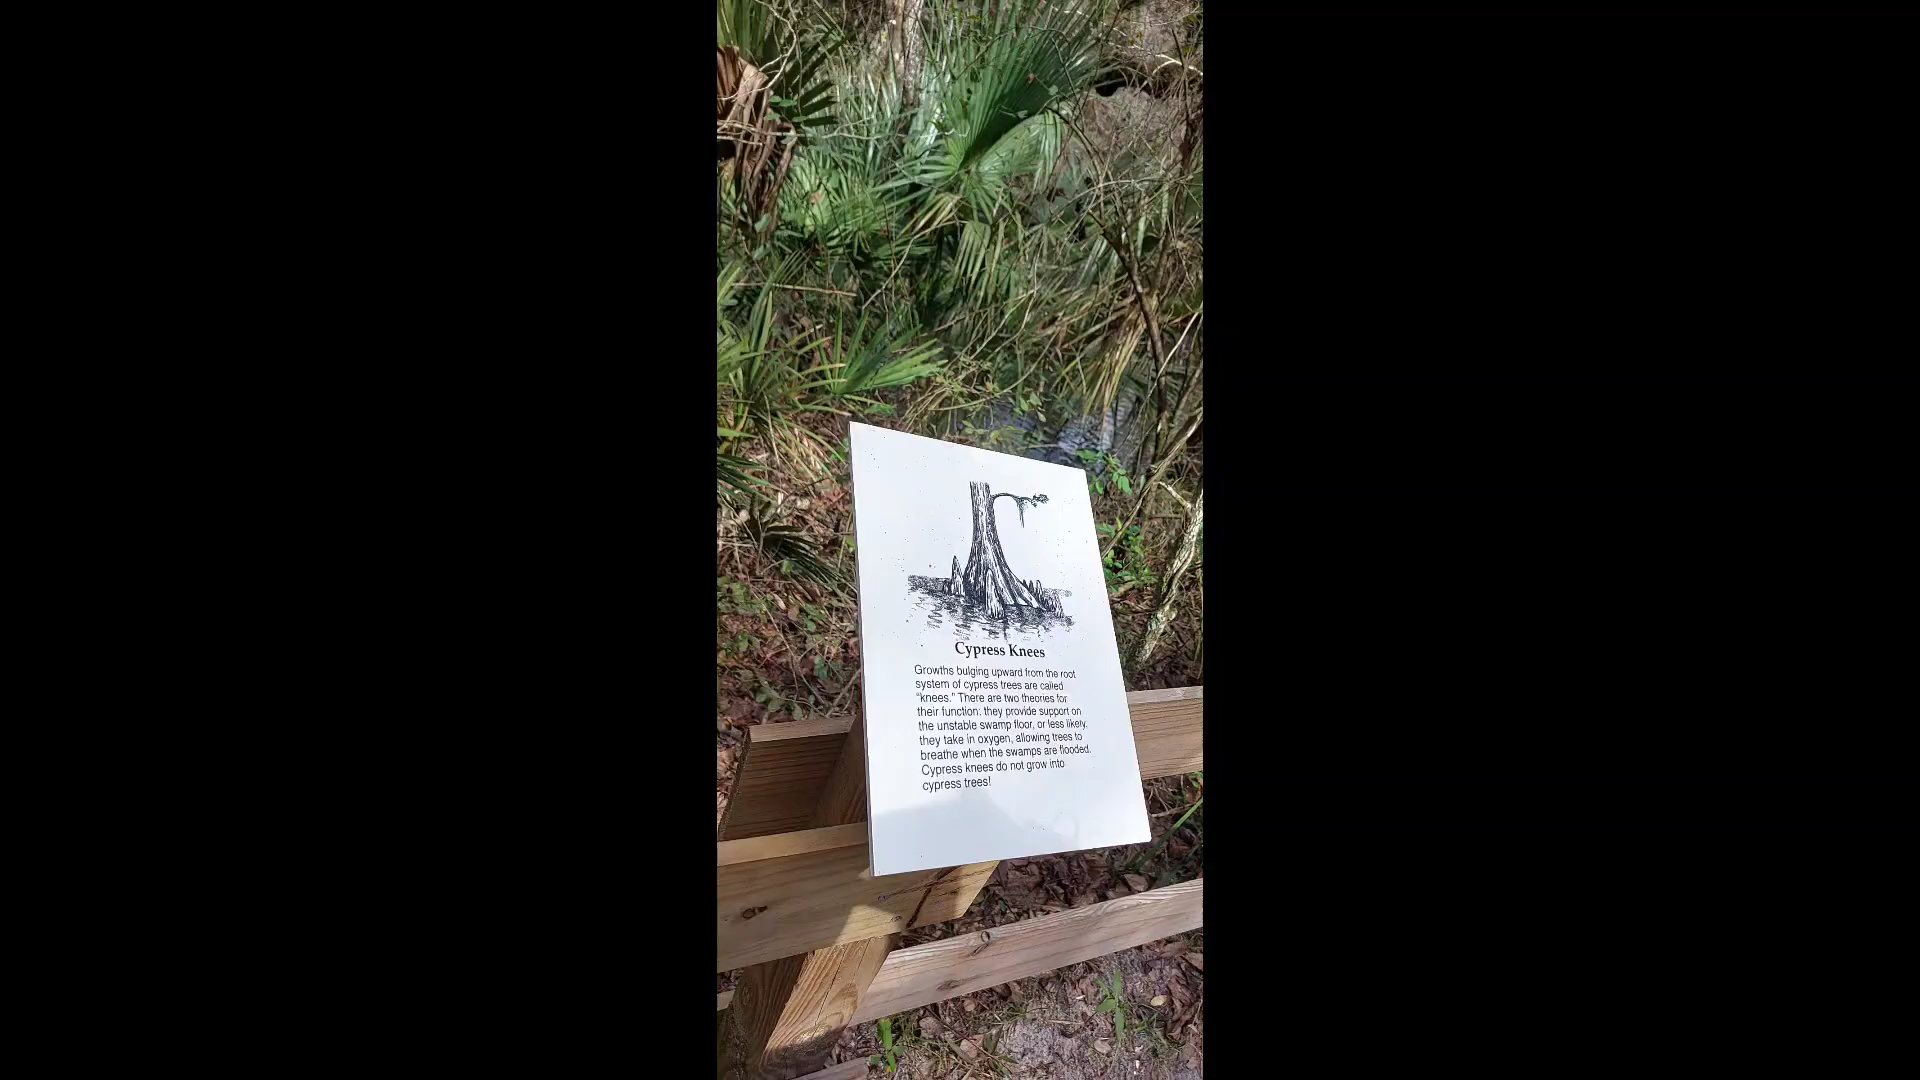 Cypress Knees
Growths bulging upward from the root
system of cypress trees are called
“knees.” There are two theories for
their function: they provide support on
the unstable swamp floor, or less likely,
they take in oxygen, allowing trees to
breathe when the swamps are flooded.
Cypress knees do not grow into
cypress trees!